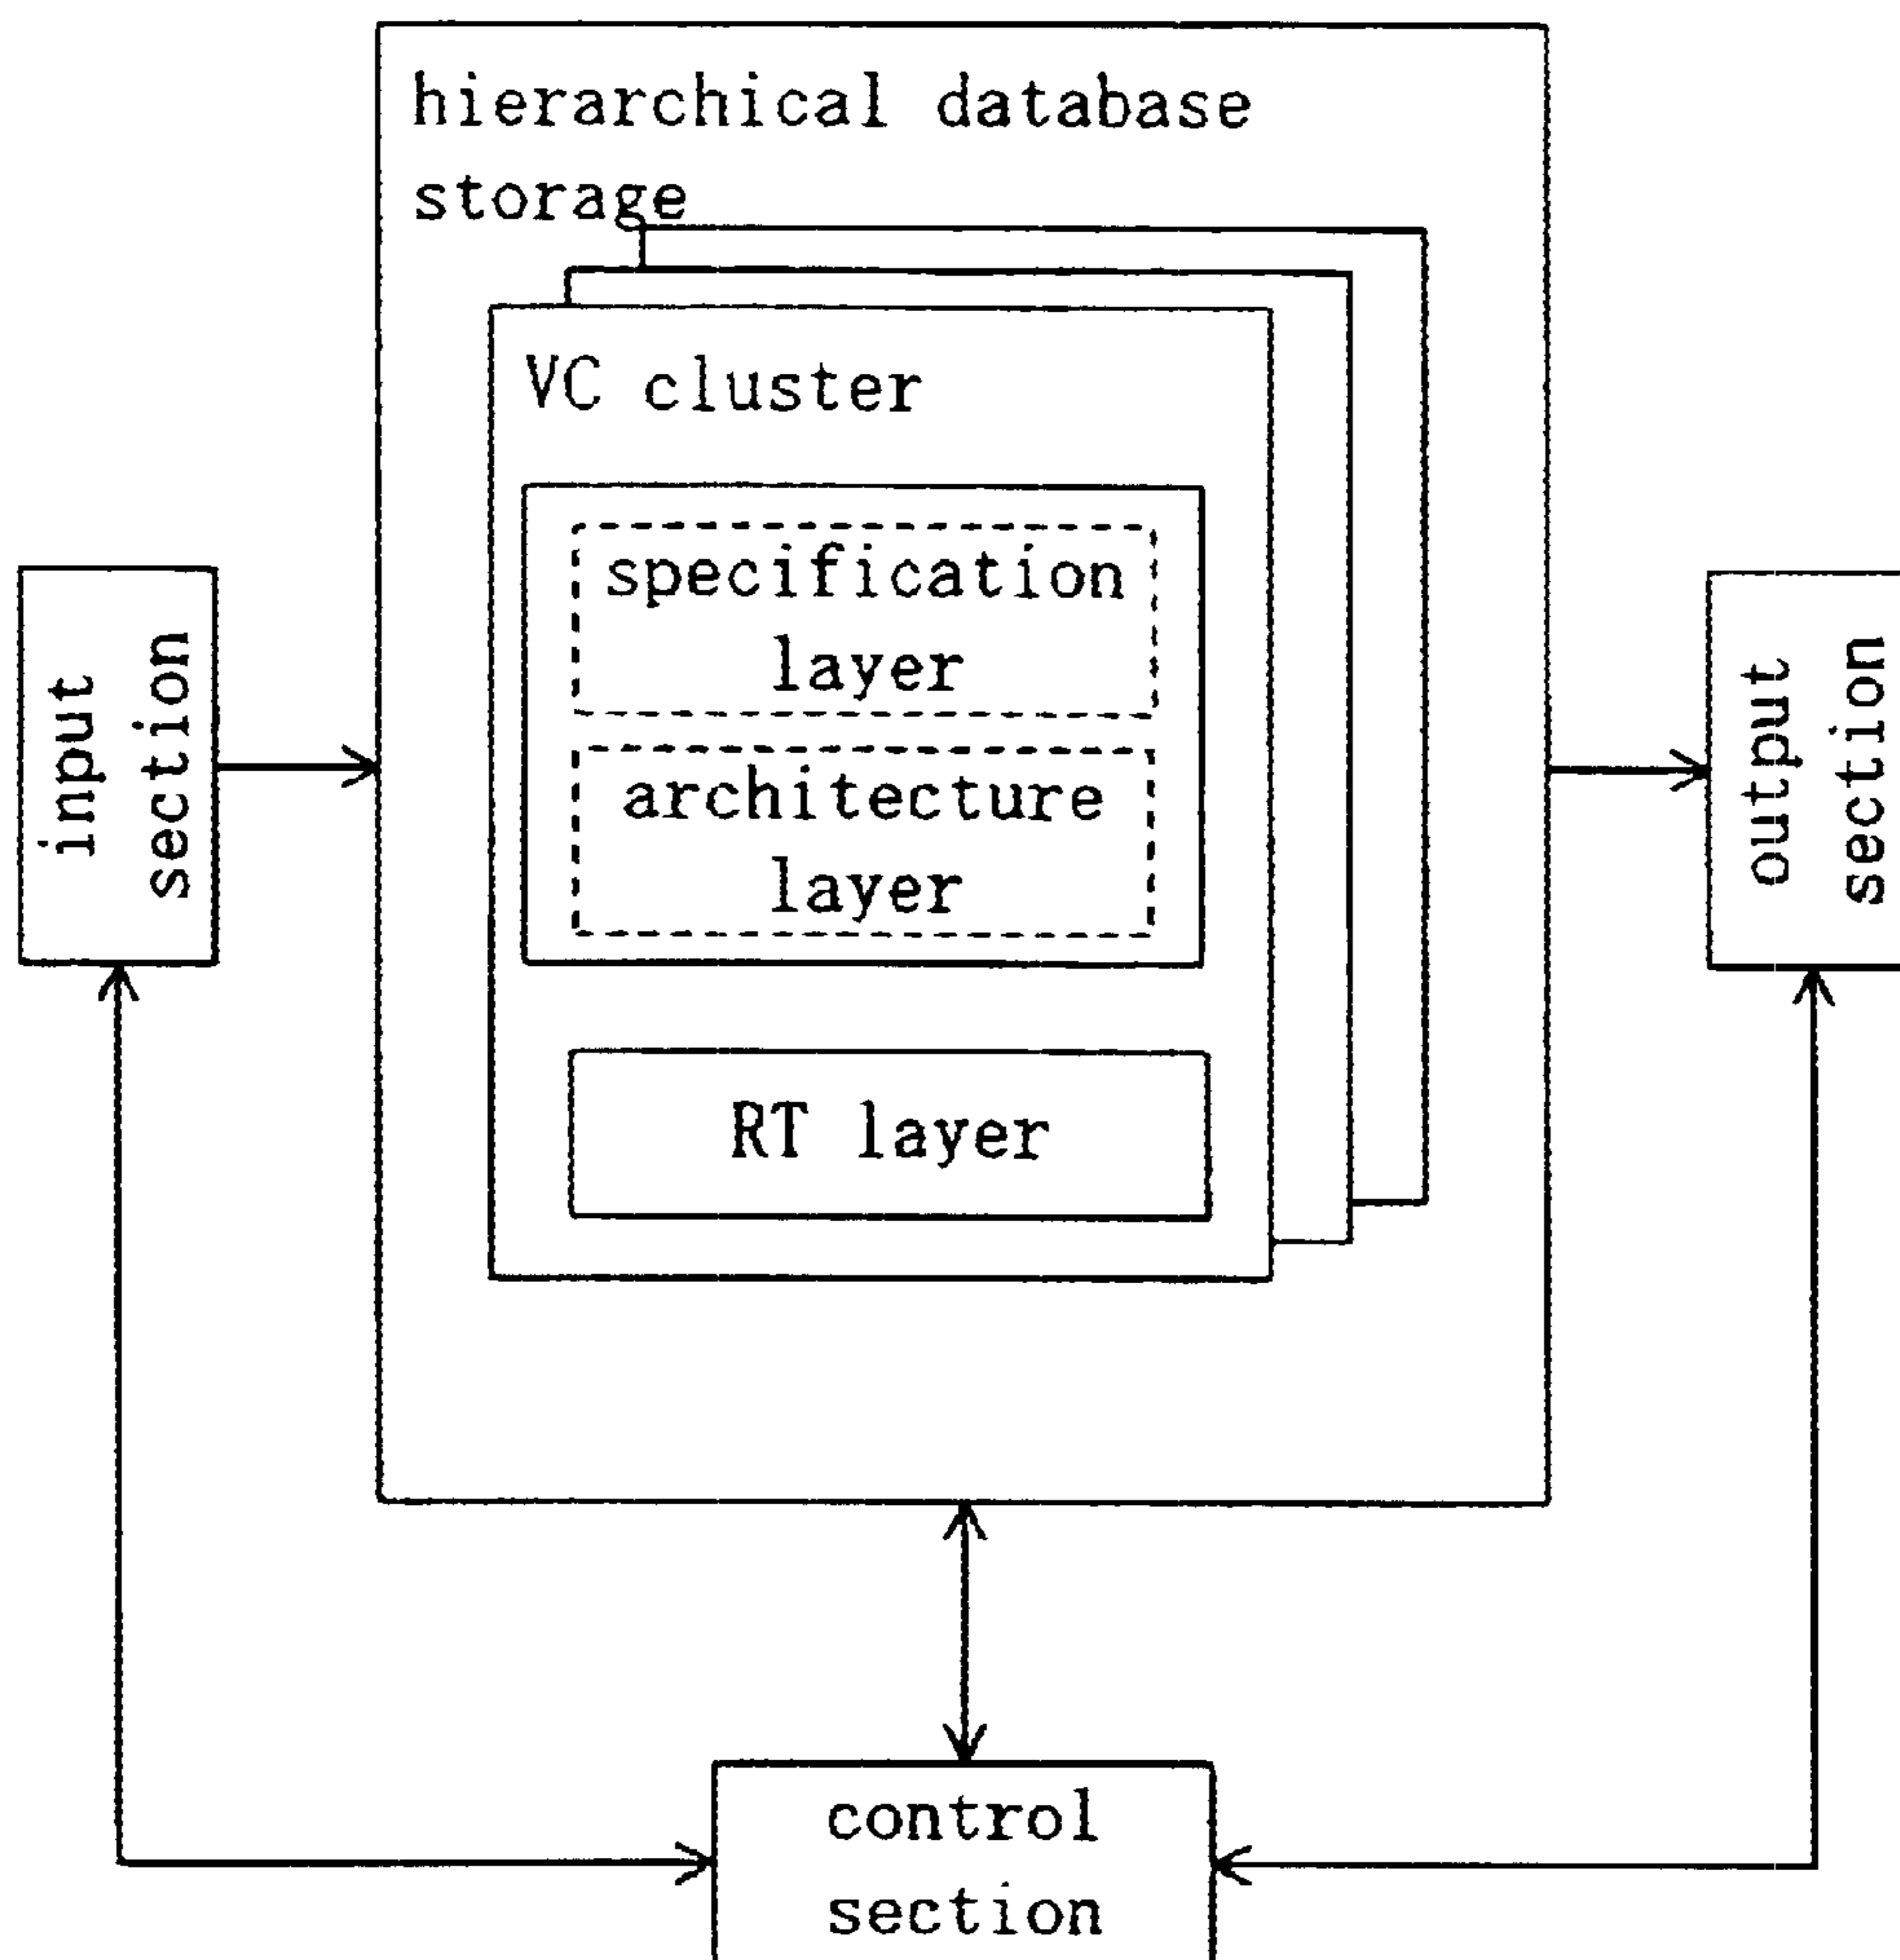 hierarchical database
storage
VC cluster
specification
layer
architecture
layer
RT layer
input
section
output
section
control
section